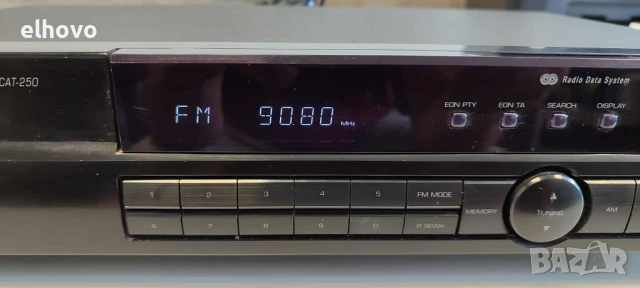 elhovo
CAT-250
Radio Data System
FM 90.80 MHz
EON PTY EON TA SEARCH DISPLAY
1 2 3 4 5 FM MODE
6 7 8 9 0 P. SCAN
MEMORY
TUNING
AM
BAZAR